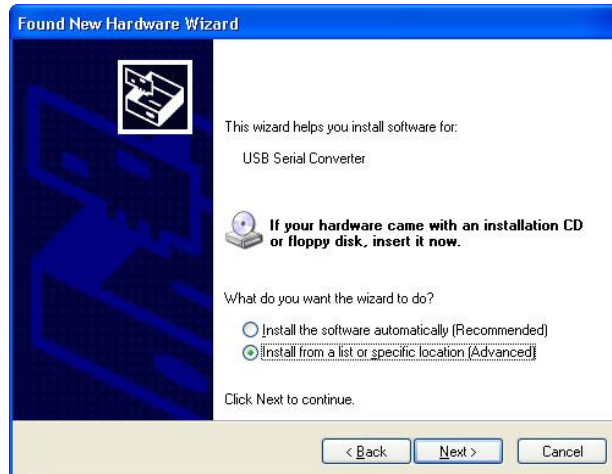 Found New Hardware Wizard
This wizard helps you install software for:
USB Serial Converter
If your hardware came with an installation CD
or floppy disk, insert it now.
What do you want the wizard to do?
Install the software automatically (Recommended)
Install from a list or specific location (Advanced)
Click Next to continue.
< Back Next > Cancel